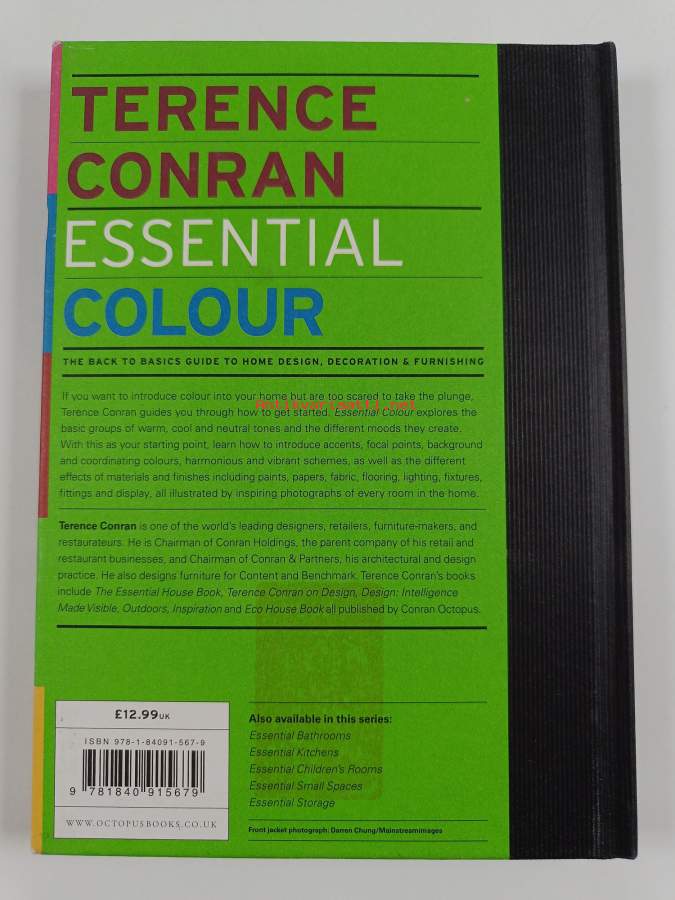 TERENCE
CONRAN
ESSENTIAL
COLOUR
THE BACK TO BASICS GUIDE TO HOME DESIGN, DECORATION & FURNISHING
If you want to introduce colour into your home but are too scared to take the plunge,
Terence Conran guides you through how to get started. Essential Colour explores the
basic groups of warm, cool and neutral tones and the different moods they create.
With this as your starting point, learn how to introduce accents, focal points, background
and coordinating colours, harmonious and vibrant schemes, as well as the different
effects of materials and finishes including paints, papers, fabric, flooring, lighting, fixtures,
fittings and display, all illustrated by inspiring photographs of every room in the home.
Antikvariaatti.net
Terence Conran is one of the world's leading designers, retailers, furniture-makers, and
restaurateurs. He is Chairman of Conran Holdings, the parent company of his retail and
restaurant businesses, and Chairman of Conran & Partners, his architectural and design
practice. He also designs furniture for Content and Benchmark. Terence Conran's books
include The Essential House Book, Terence Conran on Design, Design: Intelligence
Made Visible, Outdoors, Inspiration and Eco House Book all published by Conran Octopus.
£12.99 UK
ISBN 978-1-84091-567-9
9 781840 915679
WWW.OCTOPUSBOOKS.CO.UK
Also available in this series:
Essential Bathrooms
Essential Kitchens
Essential Children's Rooms
Essential Small Spaces
Essential Storage
Front jacket photograph: Darren Chung/Mainstreamimages